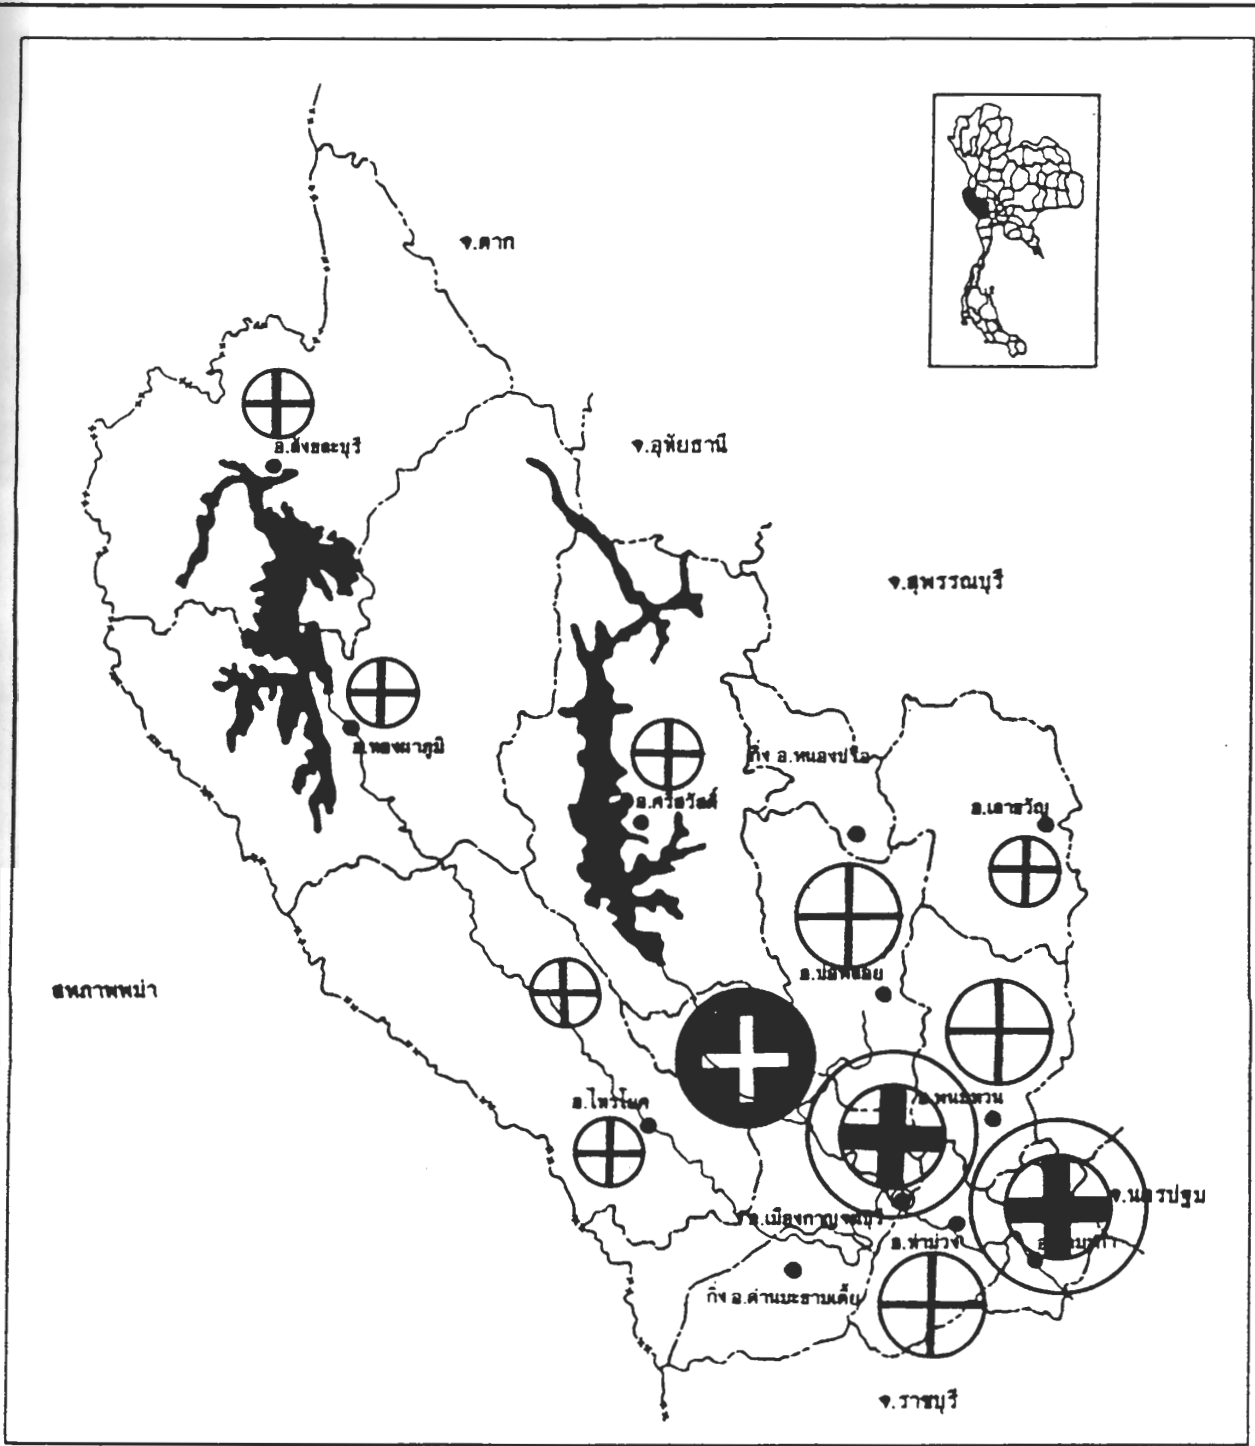 จ.ตาก
จ.อุทัยธานี
อ.สังขละบุรี
จ.สุพรรณบุรี
อ.ทองผาภูมิ
กิ่ง อ.หนองปรือ
อ.ศรีสวัสดิ์
อ.เลาขวัญ
อ.บ่อพลอย
สหภาพพม่า
อ.ไทรโยค
อ.พนมทวน
จ.นครปฐม
อ.เมืองกาญจนบุรี
อ.ท่าม่วง
กิ่ง อ.ด่านมะขามเตี้ย
จ.ราชบุรี